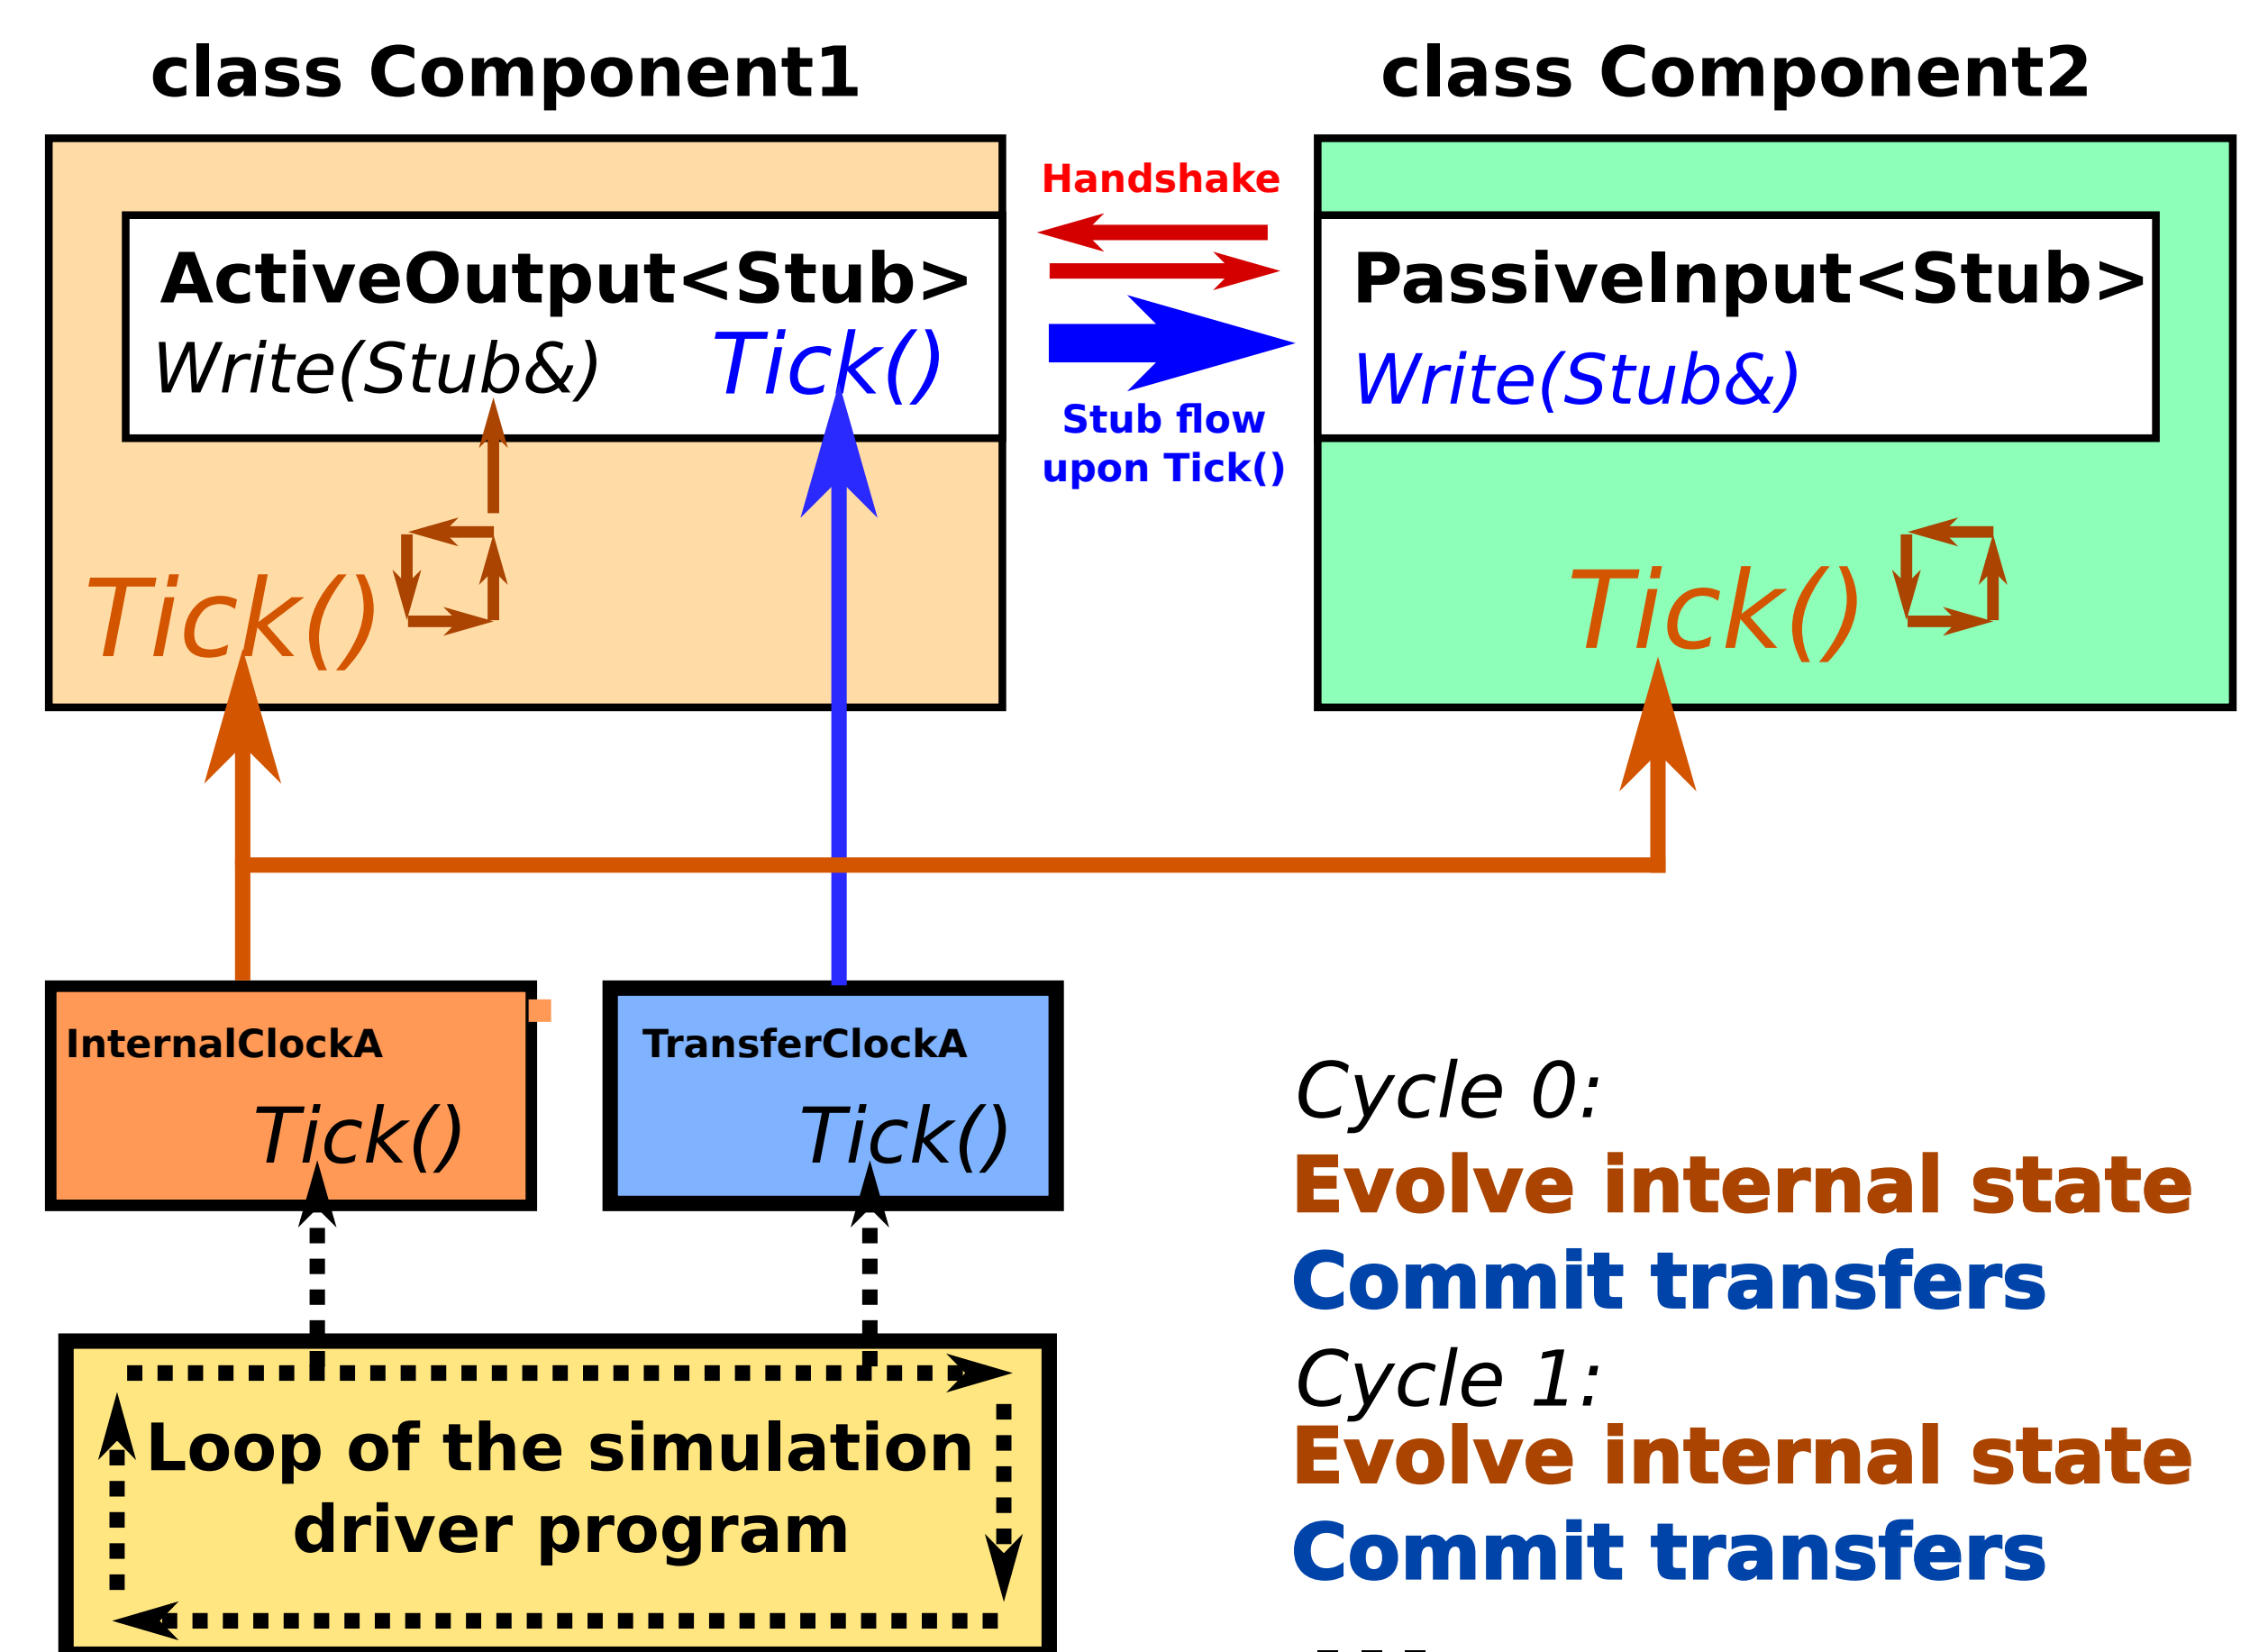 class Component1
class Component2
Handshake
ActiveOutput<Stub>
Write(Stub&)
Tick()
PassiveInput<Stub>
Write(Stub&)
Stub flow
upon Tick()
Tick()
Tick()
InternalClockA
Tick()
TransferClockA
Tick()
Cycle 0:
Evolve internal state
Commit transfers
Cycle 1:
Evolve internal state
Commit transfers
...
Loop of the simulation
driver program